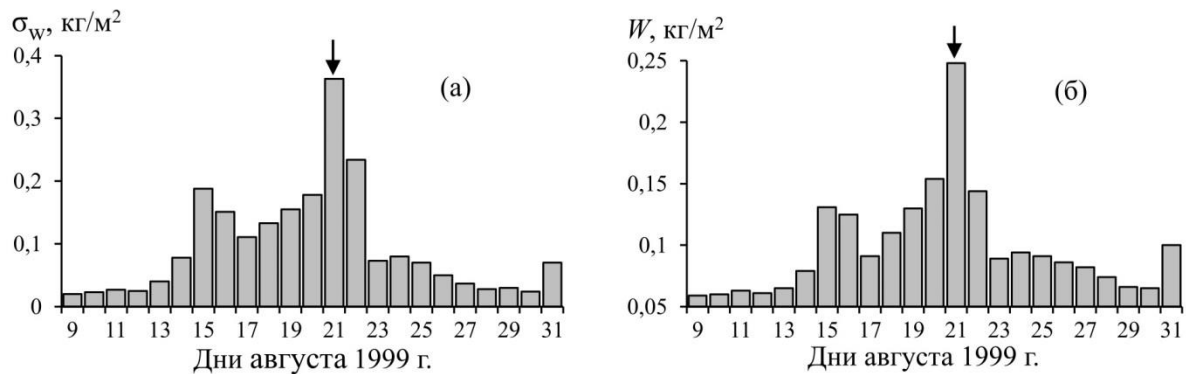 σw, кг/м²
0,4
0,3
0,2
0,1
0
(а)
9 11 13 15 17 19 21 23 25 27 29 31
Дни августа 1999 г.
W, кг/м²
0,25
0,2
0,15
0,1
0,05
(б)
9 11 13 15 17 19 21 23 25 27 29 31
Дни августа 1999 г.